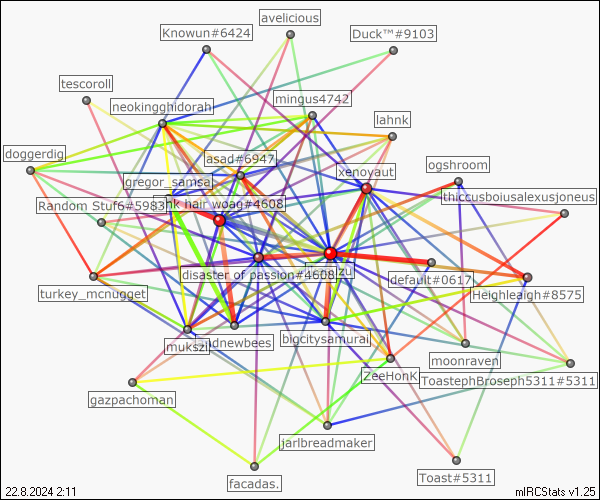 avelicious
Knowun#6424
Duck™#9103
tescoroll
neokingghidorah
mingus4742
lahnk
doggerdig
asad#6947
xenoyaut
ogshroom
gregor_samsa
thiccusboiusalexusjoneus
Random Stuf6#5983
nk hair woag#4608
disaster of passion#4608
zu
default#0617
turkey_mcnugget
Heighleaigh#8575
mukszi
dnewbees
bigcitysamurai
moonraven
ZeeHonk
ToastephBroseph5311#5311
gazpachoman
jarlbreadmaker
facadas.
Toast#5311
22.8.2024 2:11
mIRCStats v1.25